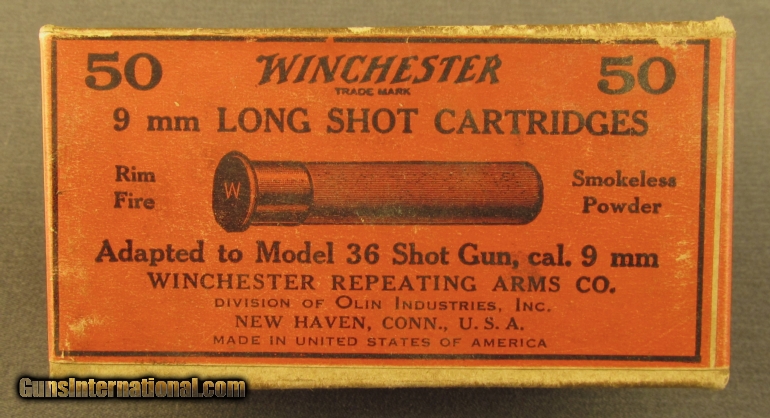 50 WINCHESTER 50
TRADE MARK
9 mm LONG SHOT CARTRIDGES
Rim Fire
W
Smokeless Powder
Adapted to Model 36 Shot Gun, cal. 9 mm
WINCHESTER REPEATING ARMS CO.
DIVISION OF OLIN INDUSTRIES, INC.
NEW HAVEN, CONN., U. S. A.
MADE IN UNITED STATES OF AMERICA
GunsInternational.com